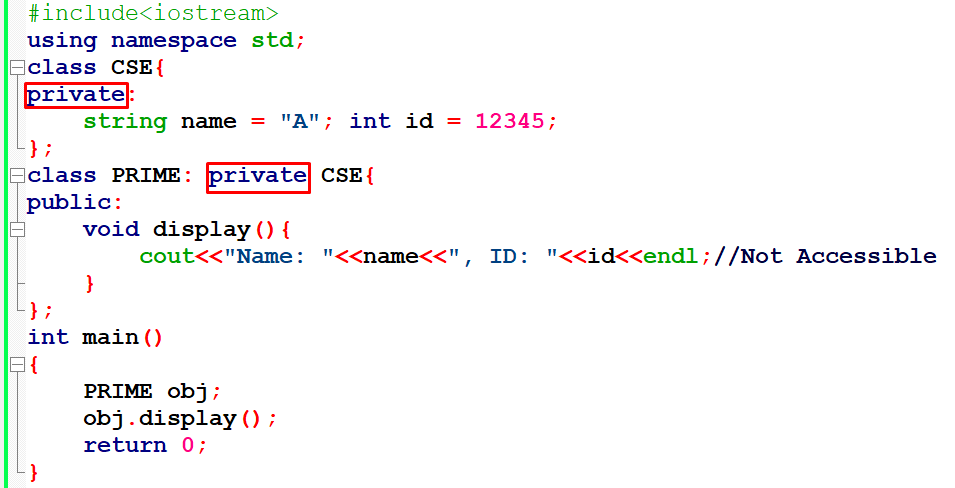 #include<iostream>
using namespace std;
class CSE{
private:
    string name = "A"; int id = 12345;
};
class PRIME: private CSE{
public:
    void display(){
        cout<<"Name: "<<name<<", ID: "<<id<<endl;//Not Accessible
    }
};
int main()
{
    PRIME obj;
    obj.display();
    return 0;
}